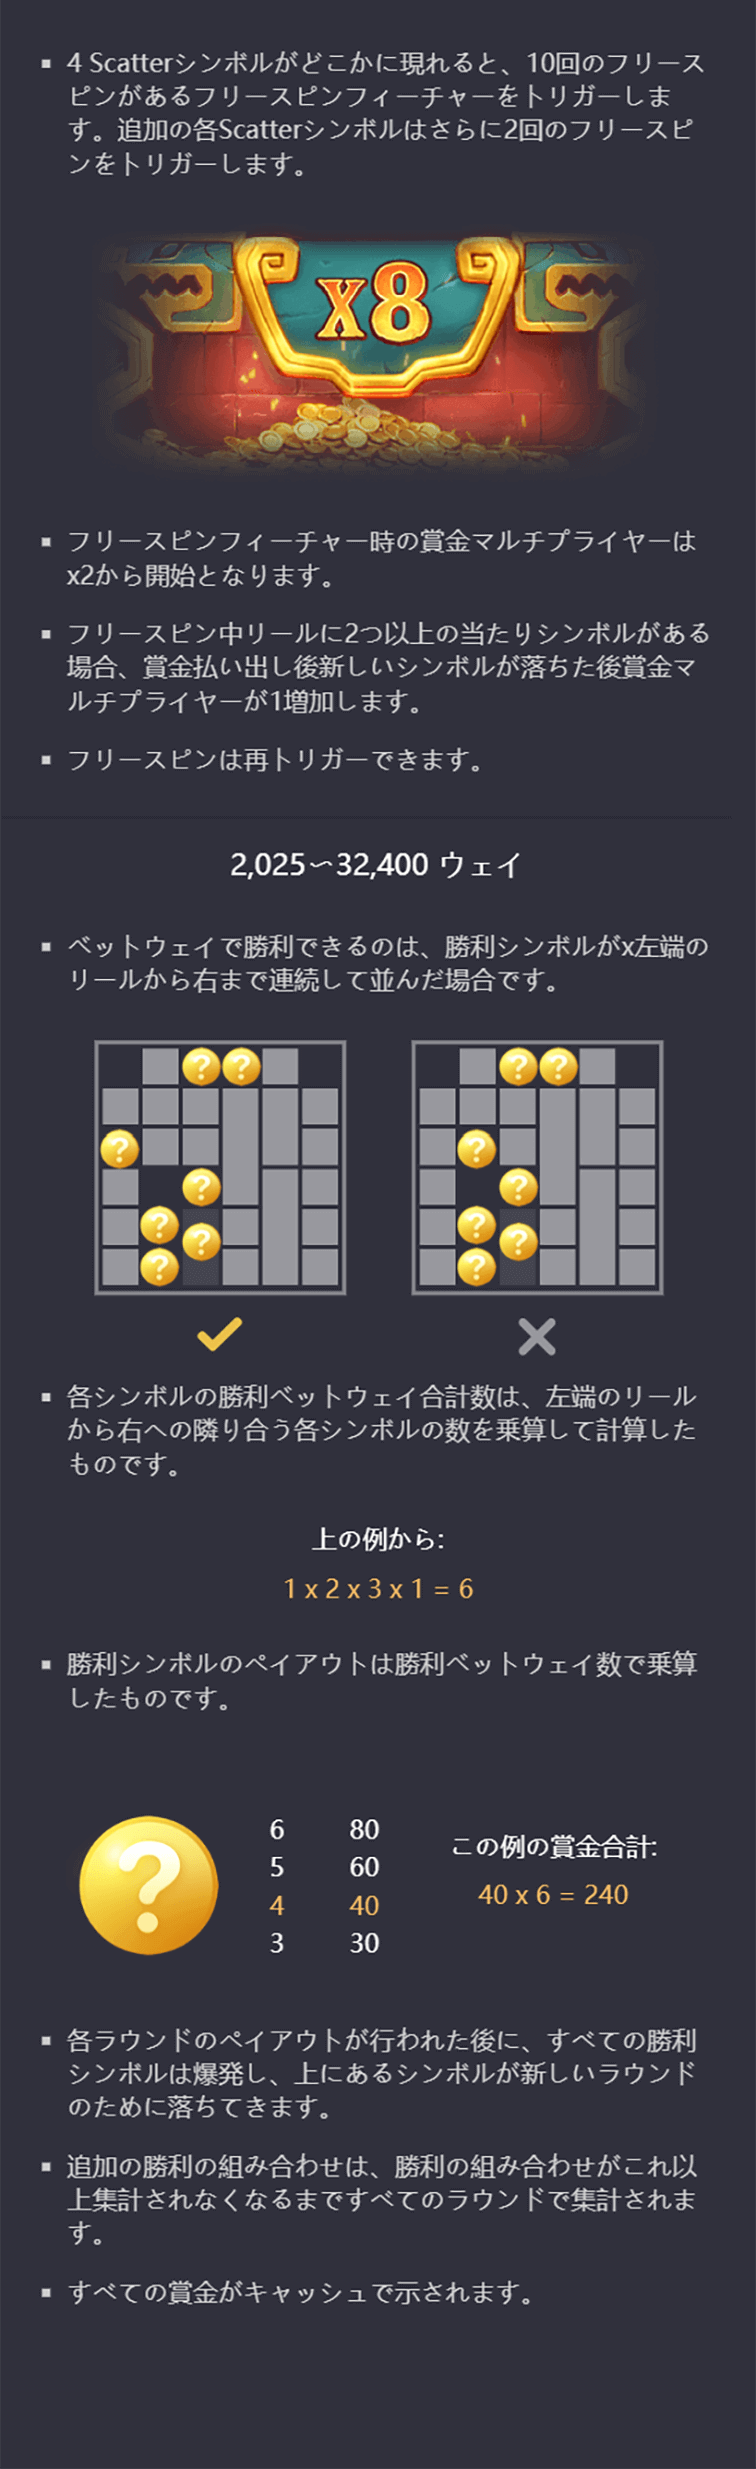 4 Scatterシンボルがどこかに現れると、10回のフリース
ピンがあるフリースピンフィーチャーをトリガーしま
す。追加の各Scatterシンボルはさらに2回のフリースピ
ンをトリガーします。
x8
フリースピンフィーチャー時の賞金マルチプライヤーは
x2から開始となります。
フリースピン中リールに2つ以上の当たりシンボルがある
場合、賞金払い出し後新しいシンボルが落ちた後賞金マ
ルチプライヤーが1増加します。
フリースピンは再トリガーできます。
2,025〜32,400 ウェイ
ベットウェイで勝利できるのは、勝利シンボルがx左端の
リールから右まで連続して並んだ場合です。
? ?
?
?
?
?
?
? ?
?
?
?
?
?
各シンボルの勝利ベットウェイ合計数は、左端のリール
から右への隣り合う各シンボルの数を乗算して計算した
ものです。
上の例から:
1 x 2 x 3 x 1 = 6
勝利シンボルのペイアウトは勝利ベットウェイ数で乗算
したものです。
?
6 80
5 60
4 40
3 30
この例の賞金合計:
40 x 6 = 240
各ラウンドのペイアウトが行われた後に、すべての勝利
シンボルは爆発し、上にあるシンボルが新しいラウンド
のために落ちてきます。
追加の勝利の組み合わせは、勝利の組み合わせがこれ以
上集計されなくなるまですべてのラウンドで集計されま
す。
すべての賞金がキャッシュで示されます。